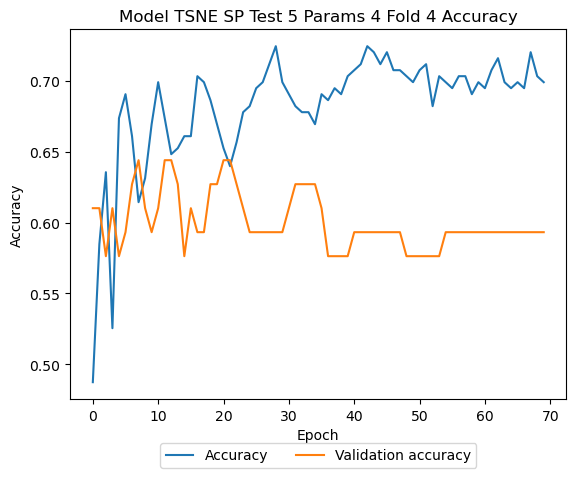 Model TSNE SP Test 5 Params 4 Fold 4 Accuracy
Accuracy
0.70
0.65
0.60
0.55
0.50
0 10 20 30 40 50 60 70
Epoch
Accuracy Validation accuracy